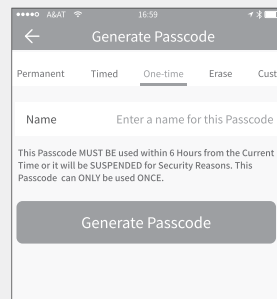 A&AT 16:59
Generate Passcode
Permanent Timed One-time Erase Cust
Name Enter a name for this Passcode
This Passcode MUST BE used within 6 Hours from the Current
Time or it will be SUSPENDED for Security Reasons. This
Passcode can ONLY be used ONCE.
Generate Passcode